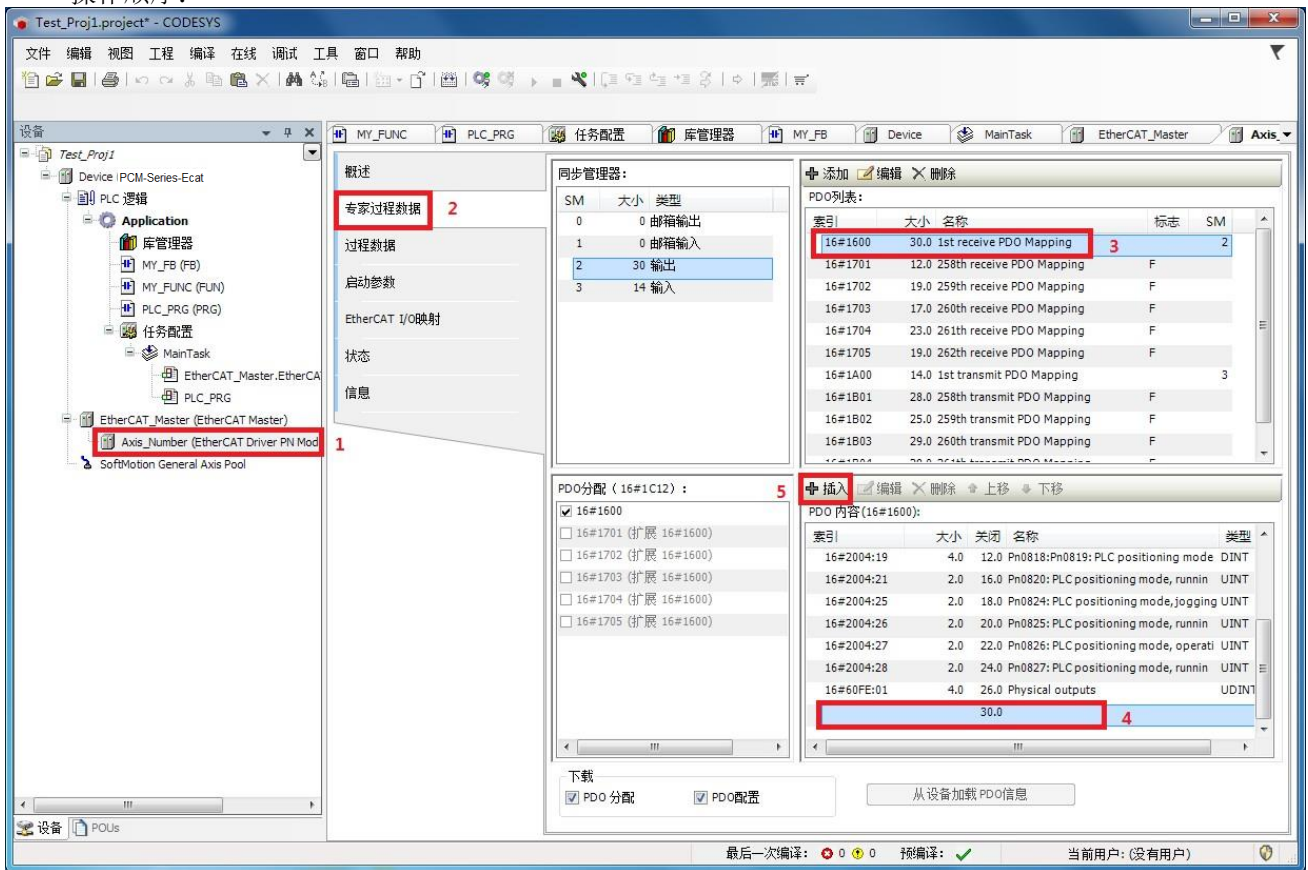 操作顺序:
Test_Proj1.project* - CODESYS
文件 编辑 视图 工程 编译 在线 调试 工具 窗口 帮助
设备
MY_FUNC PLC_PRG 任务配置 库管理器 MY_FB Device MainTask EtherCAT_Master Axis_
Test_Proj1
Device (PCM-Series-Ecat
PLC 逻辑
Application
库管理器
MY_FB (FB)
MY_FUNC (FUN)
PLC_PRG (PRG)
任务配置
MainTask
EtherCAT_Master.EtherCA
PLC_PRG
EtherCAT_Master (EtherCAT Master)
Axis_Number (EtherCAT Driver PN Mod 1
SoftMotion General Axis Pool
设备 POUs
概述
专家过程数据 2
过程数据
启动参数
EtherCAT I/O映射
状态
信息
同步管理器:
SM 大小 类型
0 0 邮箱输出
1 0 邮箱输入
2 30 输出
3 14 输入
添加 编辑 删除
PDO列表:
索引 大小 名称 标志 SM
16#1600 30.0 1st receive PDO Mapping 3 2
16#1701 12.0 258th receive PDO Mapping F
16#1702 19.0 259th receive PDO Mapping F
16#1703 17.0 260th receive PDO Mapping F
16#1704 23.0 261th receive PDO Mapping F
16#1705 19.0 262th receive PDO Mapping F
16#1A00 14.0 1st transmit PDO Mapping 3
16#1B01 28.0 258th transmit PDO Mapping F
16#1B02 25.0 259th transmit PDO Mapping F
16#1B03 29.0 260th transmit PDO Mapping F
PDO分配 (16#1C12) :
16#1600
16#1701 (扩展 16#1600)
16#1702 (扩展 16#1600)
16#1703 (扩展 16#1600)
16#1704 (扩展 16#1600)
16#1705 (扩展 16#1600)
5 插入 编辑 删除 上移 下移
PDO 内容(16#1600):
索引 大小 关闭 名称 类型
16#2004:19 4.0 12.0 Pn0818:Pn0819: PLC positioning mode DINT
16#2004:21 2.0 16.0 Pn0820: PLC positioning mode, runnin UINT
16#2004:25 2.0 18.0 Pn0824: PLC positioning mode, jogging UINT
16#2004:26 2.0 20.0 Pn0825: PLC positioning mode, runnin UINT
16#2004:27 2.0 22.0 Pn0826: PLC positioning mode, operati UINT
16#2004:28 2.0 24.0 Pn0827: PLC positioning mode, runnin UINT
16#60FE:01 4.0 26.0 Physical outputs UDINT
30.0 4
下载
PDO 分配 PDO配置 从设备加载 PDO信息
最后一次编译: 0 0 预编译: 当前用户: (没有用户)